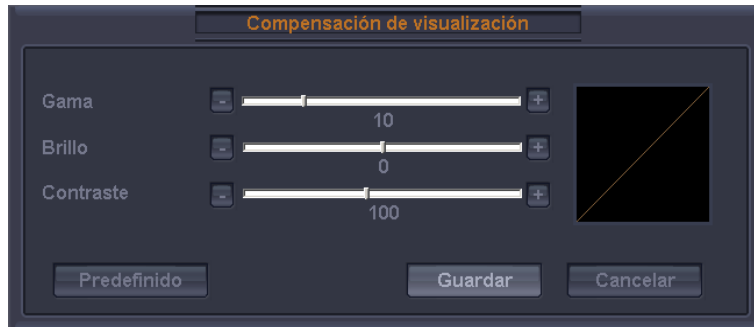 Compensación de visualización
Gama - +
10
Brillo - +
0
Contraste - +
100
Predefinido Guardar Cancelar